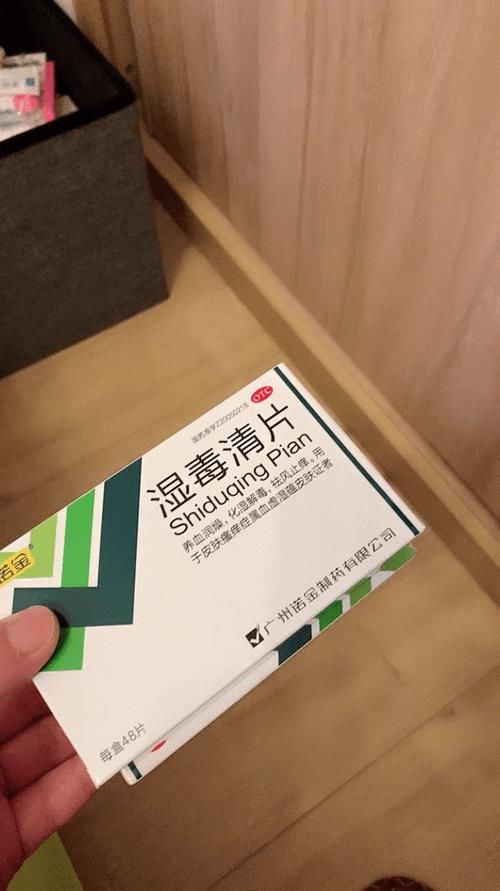 OTC
国药准字Z20050218
湿毒清片
Shiduqing Pian
养血润燥，化湿解毒，祛风止痒。用
于皮肤瘙痒症属血虚湿蕴皮肤证者
诺金®
广州诺金制药有限公司
每盒48片